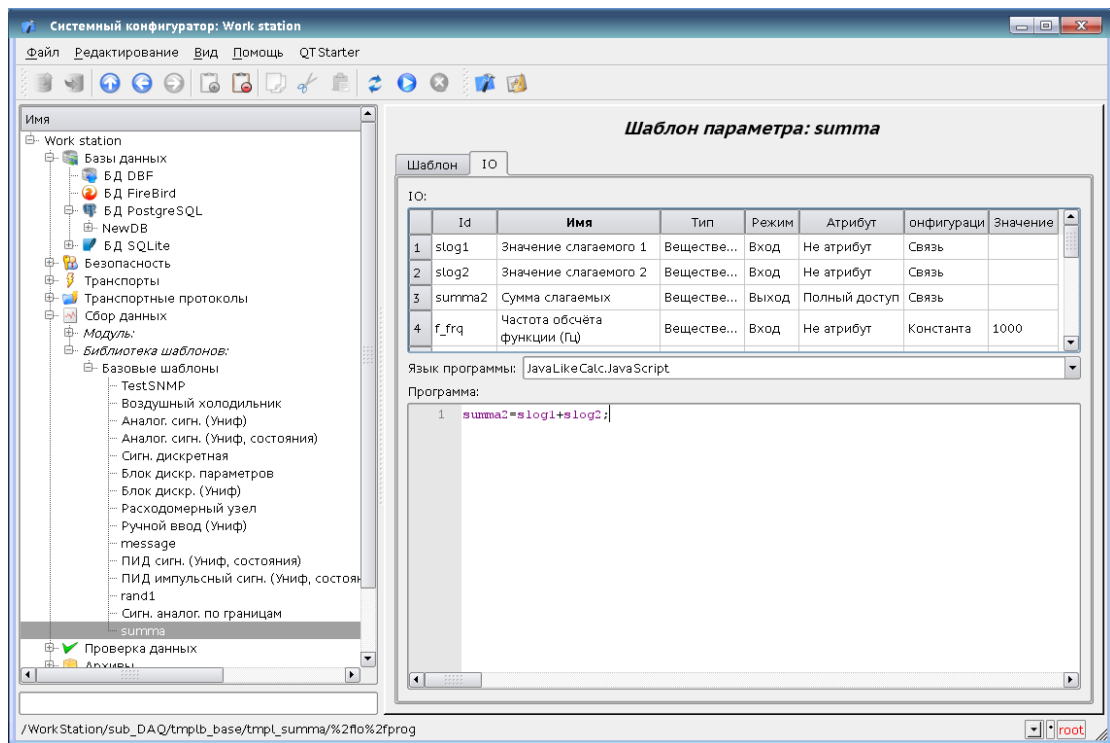 Системный конфигуратор: Work station
Файл Редактирование Вид Помощь QTStarter
Имя
Work station
Базы данных
БД DBF
БД FireBird
БД PostgreSQL
NewDB
БД SQLite
Безопасность
Транспорты
Транспортные протоколы
Сбор данных
Модуль:
Библиотека шаблонов:
Базовые шаблоны
TestSNMP
Воздушный холодильник
Аналог. сигн. (Униф)
Аналог. сигн. (Униф, состояния)
Сигн. дискретная
Блок дискр. параметров
Блок дискр. (Униф)
Расходомерный узел
Ручной ввод (Униф)
message
ПИД сигн. (Униф, состояния)
ПИД импульсный сигн. (Униф, состоян
rand1
Сигн. аналог. по границам
summa
Проверка данных
Архивы
Шаблон параметра: summa
Шаблон IO
IO:
Id Имя Тип Режим Атрибут онфигураци Значение
1 slog1 Значение слагаемого 1 Веществе... Вход Не атрибут Связь
2 slog2 Значение слагаемого 2 Веществе... Вход Не атрибут Связь
3 summa2 Сумма слагаемых Веществе... Выход Полный доступ Связь
4 f_frq Частота обсчёта функции (Гц) Веществе... Вход Не атрибут Константа 1000
Язык программы: JavaLikeCalc.JavaScript
Программа:
1 summa2=slog1+slog2;
/WorkStation/sub_DAQ/tmplb_base/tmpl_summa/%2fio%2fprog
root